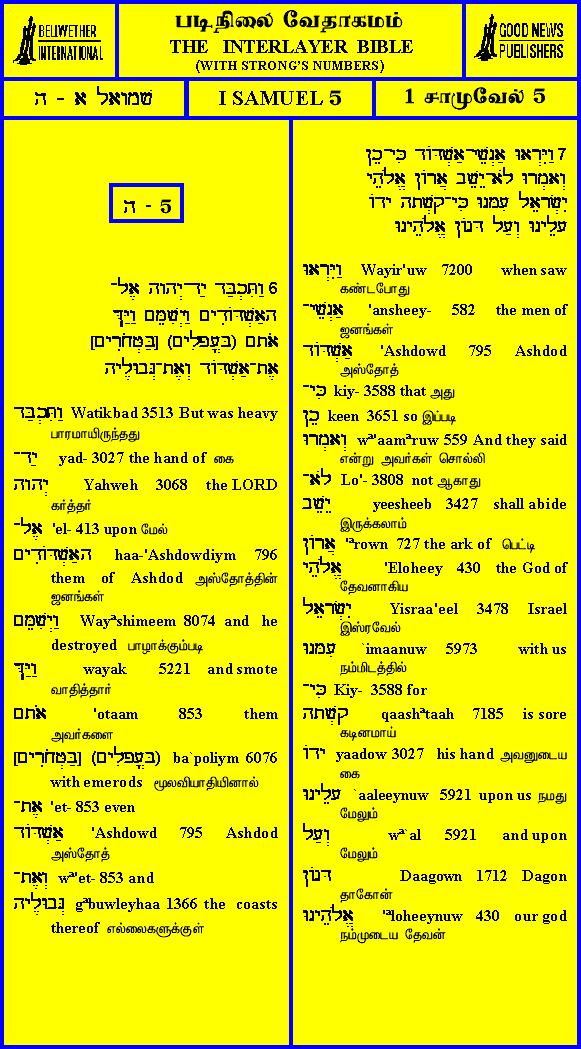 BELIWETHER
INTERNATIONAL
படிநிலை வேதாகமம்
THE INTERLAYER BIBLE
(WITH STRONG'S NUMBERS)
GOOD NEWS
PUBLISHERS
שמואל א - ה
I SAMUEL 5
1 சாமுவேல் 5
5 - ה
6 וַתִּכְבַּד יַד־יְהוָה אֶל־
הָאַשְׁדּוֹדִים וַיְשִׁמֵּם וַיַּךְ
אֹתָם (בַּעֳפָלִים) [בַּטְּחֹרִים]
אֶת־אַשְׁדּוֹד וְאֶת־גְּבוּלֶיהָ
וַתִּכְבַּד Watikbad 3513 But was heavy
பாரமாயிருந்தது
יַד־ yad- 3027 the hand of கை
יְהוָה Yahweh 3068 the LORD
கர்த்தர்
אֶל־ 'el- 413 upon மேல்
הָאַשְׁדּוֹדִים haa-'Ashdowdiym 796
them of Ashdod அஸ்தோத்தின்
ஜனங்கள்
וַיְשִׁמֵּם Wayªshimeem 8074 and he
destroyed பாழாக்கும்படி
וַיַּךְ wayak 5221 and smote
வாதித்தார்
אֹתָם 'otaam 853 them
அவர்களை
[בַּטְּחֹרִים] (בַּעֳפָלִים) ba`poliym 6076
with emerods மூலவியாதியினால்
אֶת־ 'et- 853 even
אַשְׁדּוֹד 'Ashdowd 795 Ashdod
அஸ்தோத்
וְאֶת־ wª'et- 853 and
גְּבוּלֶיהָ gªbuwleyhaa 1366 the coasts
thereof எல்லைகளுக்குள்
7 וַיִּרְאוּ אַנְשֵׁי־אַשְׁדּוֹד כִּי־כֵן
וְאָמְרוּ לֹא־יֵשֵׁב אֲרוֹן אֱלֹהֵי
יִשְׂרָאֵל עִמָּנוּ כִּי־קָשְׁתָה יָדוֹ
עָלֵינוּ וְעַל דָּגוֹן אֱלֹהֵינוּ
וַיִּרְאוּ Wayir'uw 7200 when saw
கண்டபோது
אַנְשֵׁי־ 'ansheey- 582 the men of
ஜனங்கள்
אַשְׁדּוֹד 'Ashdowd 795 Ashdod
அஸ்தோத்
כִּי־ kiy- 3588 that அது
כֵן keen 3651 so இப்படி
וְאָמְרוּ wª'aamªruw 559 And they said
என்று அவர்கள் சொல்லி
לֹא־ Lo'- 3808 not ஆகாது
יֵשֵׁב yeesheeb 3427 shall abide
இருக்கலாம்
אֲרוֹן 'ªrown 727 the ark of பெட்டி
אֱלֹהֵי 'Eloheey 430 the God of
தேவனாகிய
יִשְׂרָאֵל Yisraa'eel 3478 Israel
இஸ்ரவேல்
עִמָּנוּ `imaanuw 5973 with us
நம்மிடத்தில்
כִּי־ Kiy- 3588 for
קָשְׁתָה qaashªtaah 7185 is sore
கடினமாய்
יָדוֹ yaadow 3027 his hand அவனுடைய
கை
עָלֵינוּ `aaleeynuw 5921 upon us நமது
மேலும்
וְעַל wª`al 5921 and upon
மேலும்
דָּגוֹן Daagown 1712 Dagon
தாகோன்
אֱלֹהֵינוּ 'ªloheeynuw 430 our god
நம்முடைய தேவன்